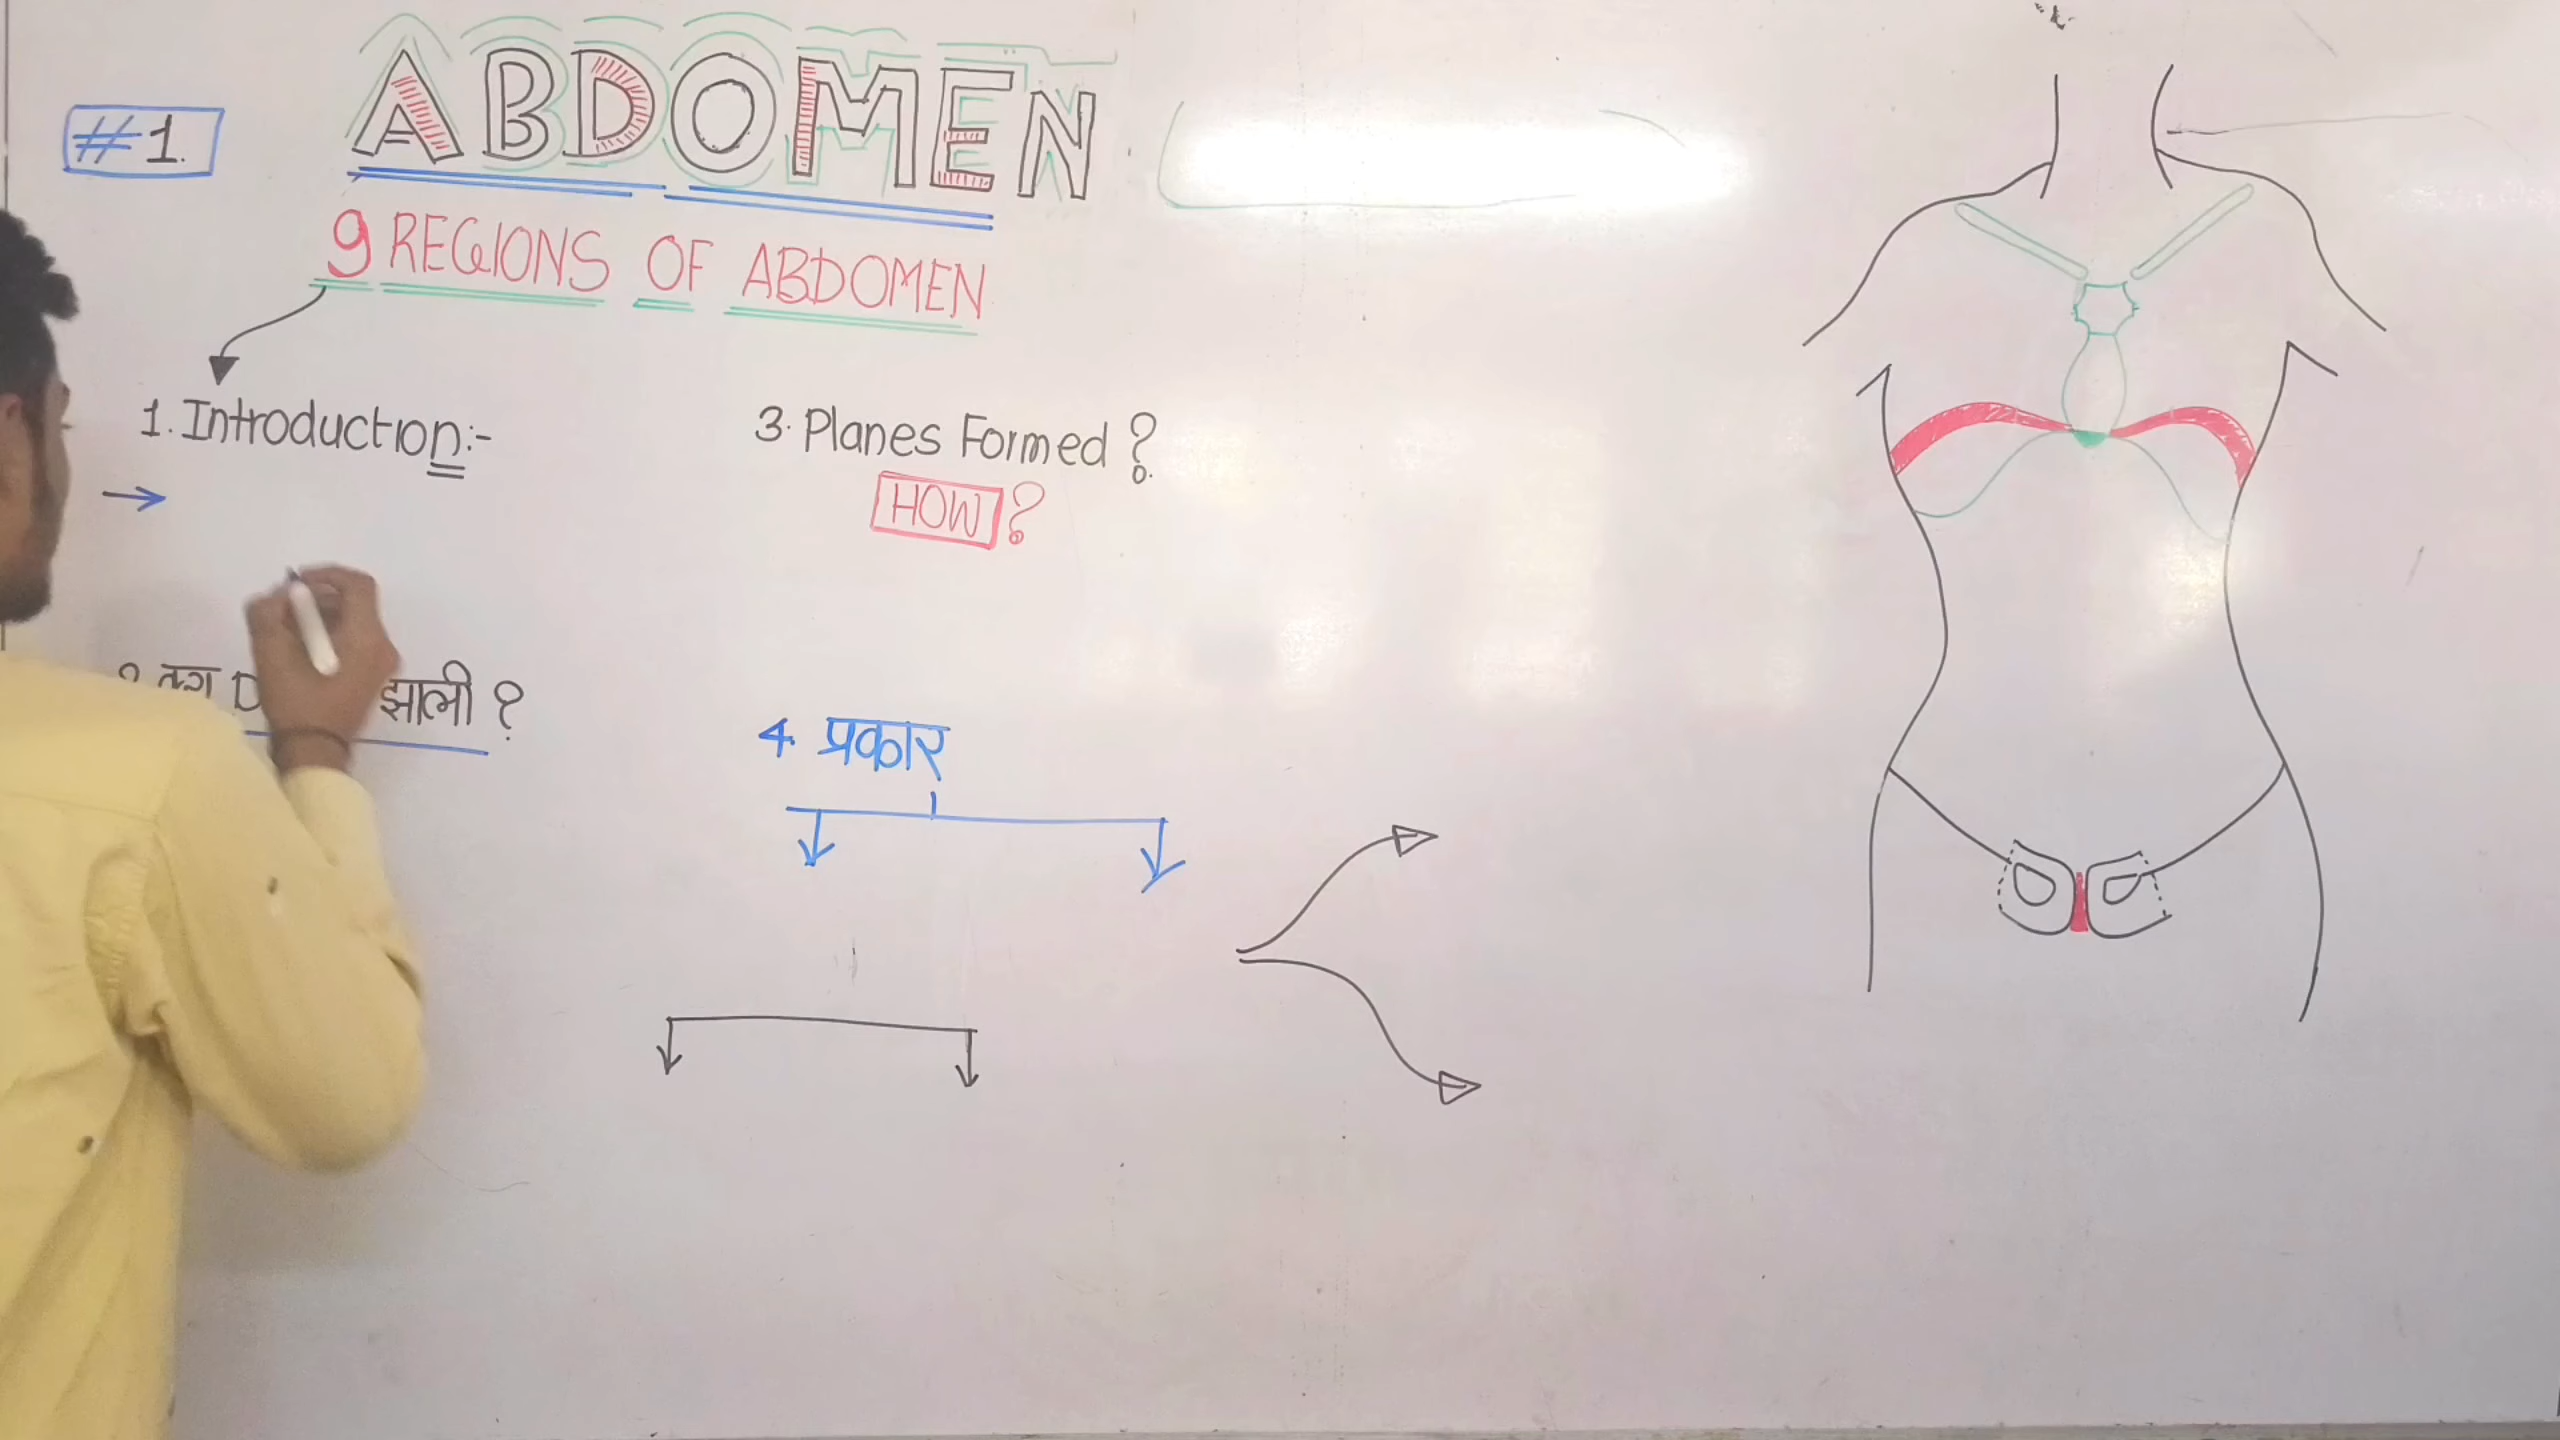 #1.
ABDOMEN
9 REGIONS OF ABDOMEN
1. Introduction:-
→
3. Planes Formed ?
HOW ?
झाली ?
4. प्रकार